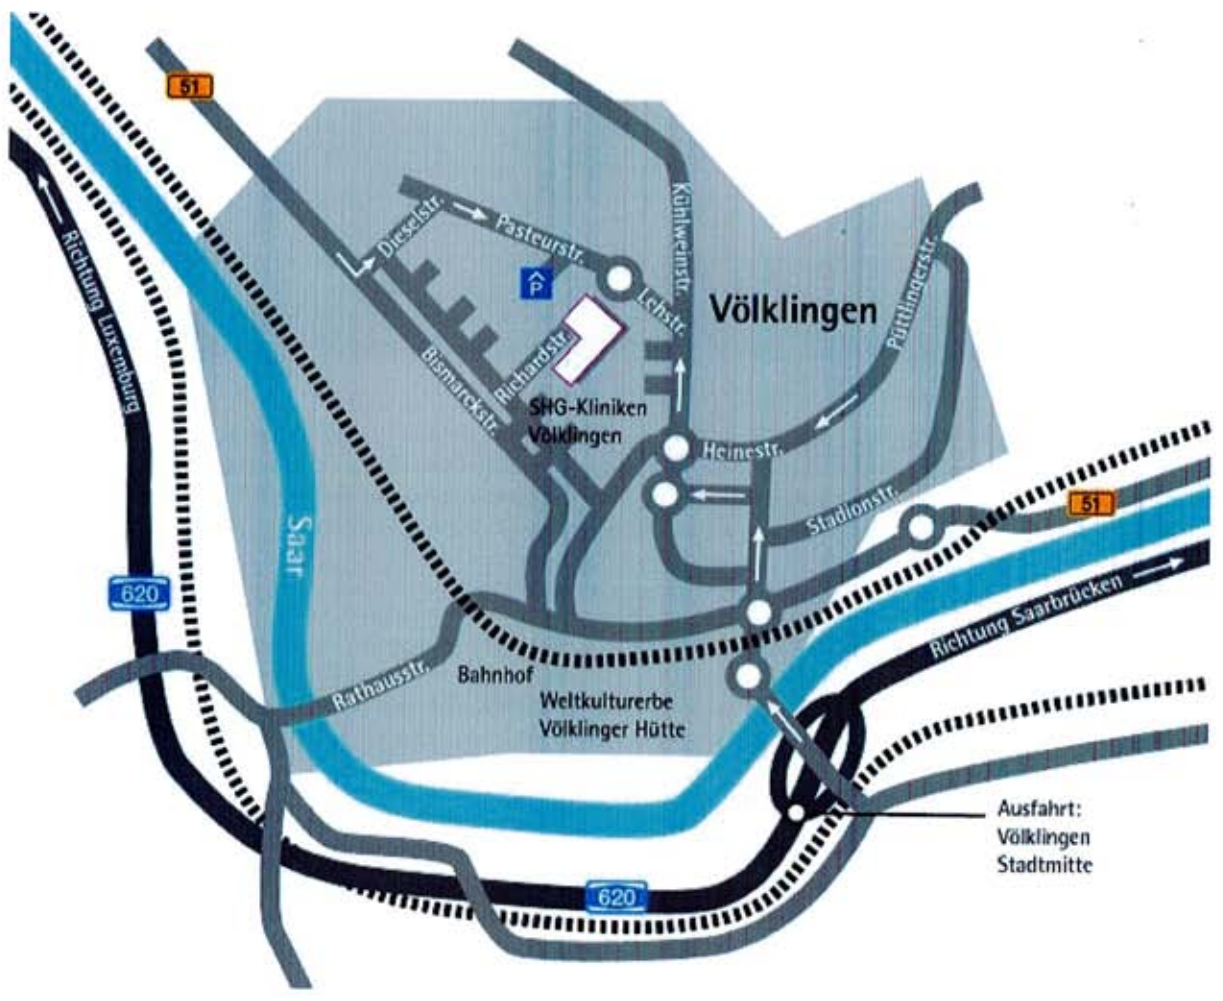 51
Dieselstr.
Pasteurstr.
Kühlweinstr.
P
Lehstr.
Völklingen
Püttlingerstr.
Richtung Luxemburg
Bismarckstr.
Richardstr.
SHG-Kliniken
Völklingen
Heinestr.
Stadionstr.
51
Saar
620
Richtung Saarbrücken
Rathausstr.
Bahnhof
Weltkulturerbe
Völklinger Hütte
Ausfahrt:
Völklingen
Stadtmitte
620